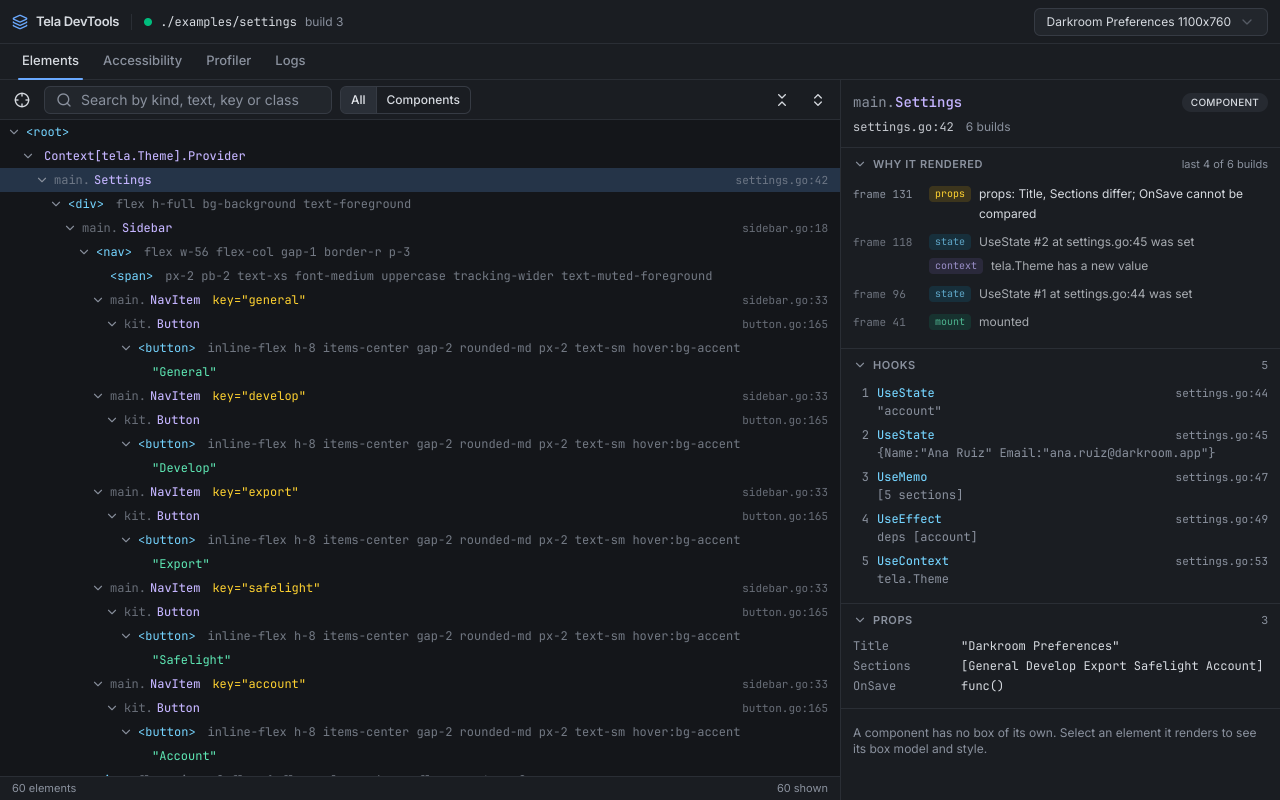 Tela DevTools ./examples/settings build 3 Darkroom Preferences 1100x760
Elements Accessibility Profiler Logs
Search by kind, text, key or class All Components
<root>
Context[tela.Theme].Provider
main.Settings settings.go:42
<div> flex h-full bg-background text-foreground
main.Sidebar sidebar.go:18
<nav> flex w-56 flex-col gap-1 border-r p-3
<span> px-2 pb-2 text-xs font-medium uppercase tracking-wider text-muted-foreground
main.NavItem key="general" sidebar.go:33
kit.Button button.go:165
<button> inline-flex h-8 items-center gap-2 rounded-md px-2 text-sm hover:bg-accent
"General"
main.NavItem key="develop" sidebar.go:33
kit.Button button.go:165
<button> inline-flex h-8 items-center gap-2 rounded-md px-2 text-sm hover:bg-accent
"Develop"
main.NavItem key="export" sidebar.go:33
kit.Button button.go:165
<button> inline-flex h-8 items-center gap-2 rounded-md px-2 text-sm hover:bg-accent
"Export"
main.NavItem key="safelight" sidebar.go:33
kit.Button button.go:165
<button> inline-flex h-8 items-center gap-2 rounded-md px-2 text-sm hover:bg-accent
"Safelight"
main.NavItem key="account" sidebar.go:33
kit.Button button.go:165
<button> inline-flex h-8 items-center gap-2 rounded-md px-2 text-sm hover:bg-accent
"Account"
60 elements 60 shown
main.Settings COMPONENT
settings.go:42 6 builds
WHY IT RENDERED last 4 of 6 builds
frame 131 props props: Title, Sections differ; OnSave cannot be
compared
frame 118 state UseState #2 at settings.go:45 was set
context tela.Theme has a new value
frame 96 state UseState #1 at settings.go:44 was set
frame 41 mount mounted
HOOKS 5
1 UseState settings.go:44
"account"
2 UseState settings.go:45
{Name:"Ana Ruiz" Email:"ana.ruiz@darkroom.app"}
3 UseMemo settings.go:47
[5 sections]
4 UseEffect settings.go:49
deps [account]
5 UseContext settings.go:53
tela.Theme
PROPS 3
Title "Darkroom Preferences"
Sections [General Develop Export Safelight Account]
OnSave func()
A component has no box of its own. Select an element it renders to see
its box model and style.